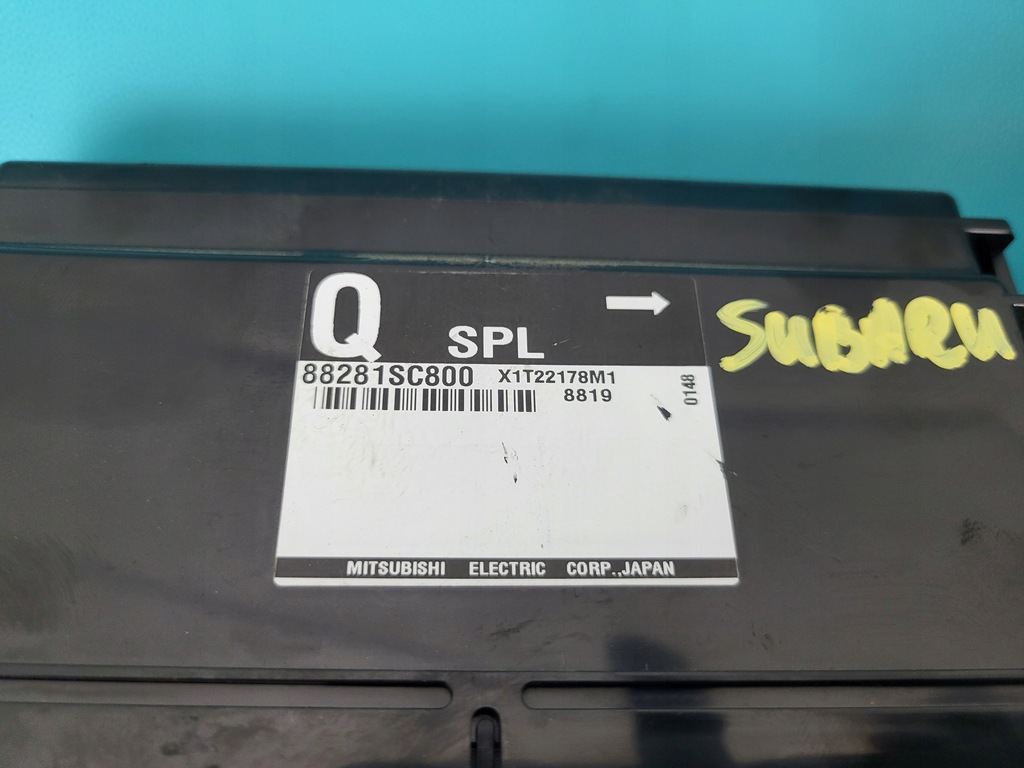 Q SPL
SUBARU
88281SC800 X1T22178M1
8819
0148
MITSUBISHI ELECTRIC CORP.,JAPAN